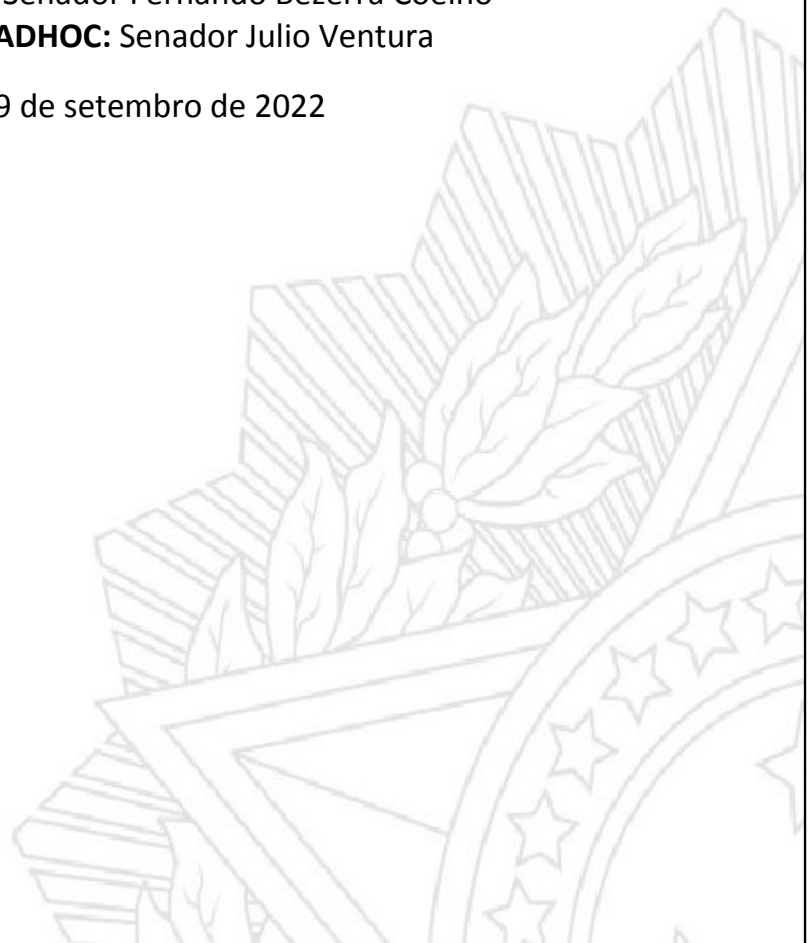 Senador Fernando Bezerra Coelho
ADHOC: Senador Julio Ventura
9 de setembro de 2022